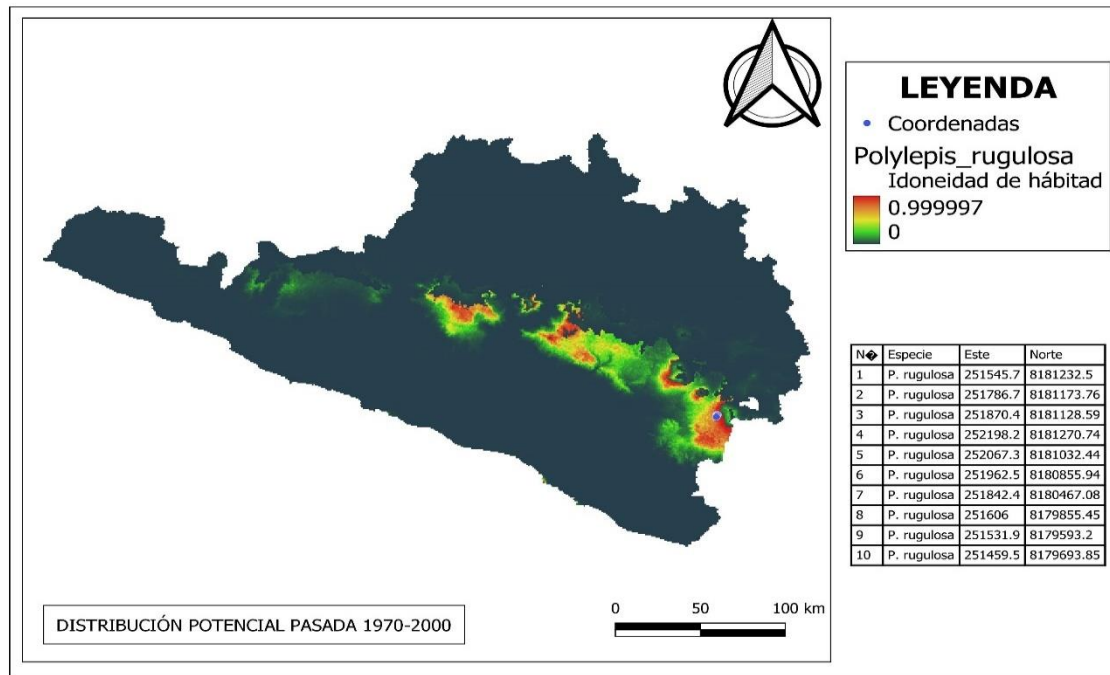 LEYENDA
Coordenadas
Polylepis_rugulosa
Idoneidad de hábitad
0.999997
0
N� Especie Este Norte
1 P. rugulosa 251545.7 8181232.5
2 P. rugulosa 251786.7 8181173.76
3 P. rugulosa 251870.4 8181128.59
4 P. rugulosa 252198.2 8181270.74
5 P. rugulosa 252067.3 8181032.44
6 P. rugulosa 251962.5 8180855.94
7 P. rugulosa 251842.4 8180467.08
8 P. rugulosa 251606 8179855.45
9 P. rugulosa 251531.9 8179593.2
10 P. rugulosa 251459.5 8179693.85
0 50 100 km
DISTRIBUCIÓN POTENCIAL PASADA 1970-2000